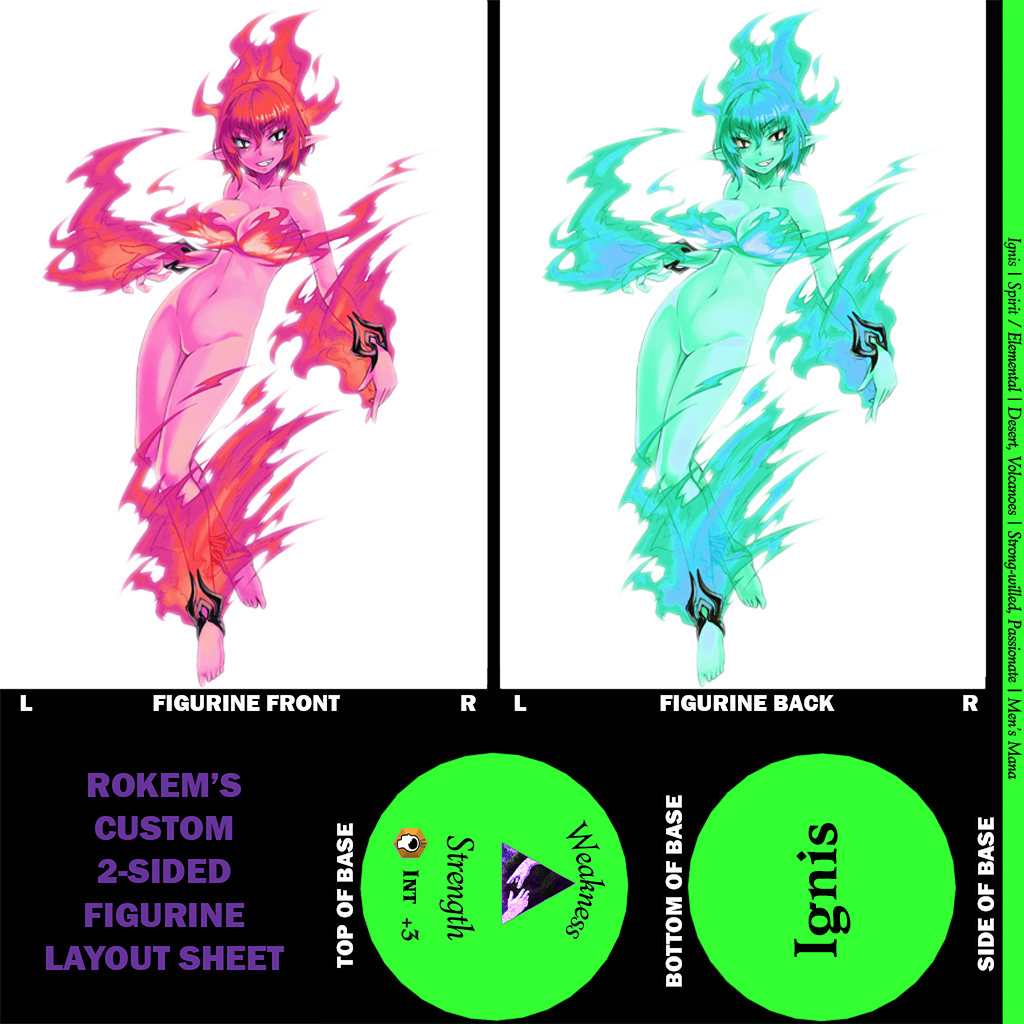 L FIGURINE FRONT R
L FIGURINE BACK R
ROKEM'S
CUSTOM
2-SIDED
FIGURINE
LAYOUT SHEET
TOP OF BASE
Weakness
Strength
INT +3
BOTTOM OF BASE
Ignis
SIDE OF BASE
Ignis | Spirit / Elemental | Desert, Volcanoes | Strong-willed, Passionate | Men's Mana